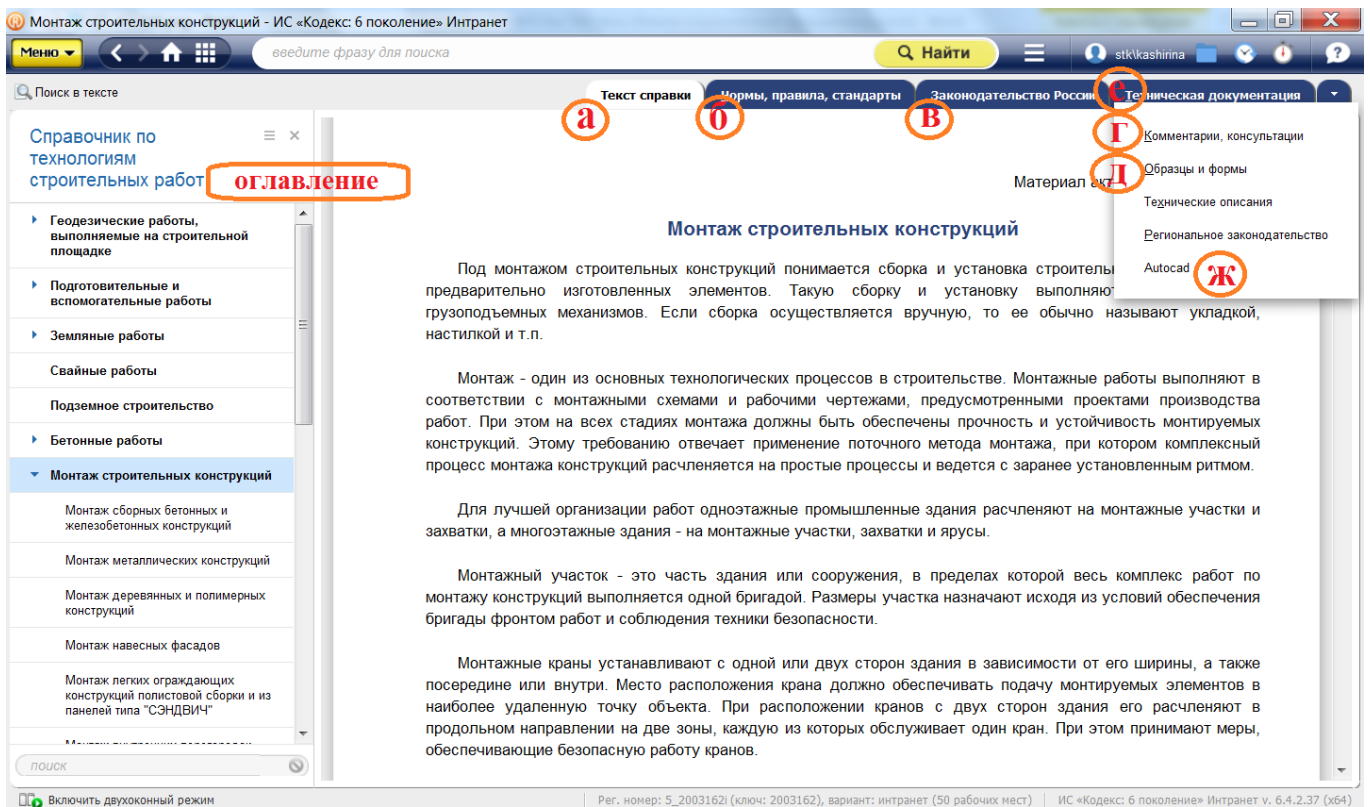 Монтаж строительных конструкций - ИС «Кодекс: 6 поколение» Интранет
Меню
введите фразу для поиска
Найти
stk\kashirina
Поиск в тексте
Текст справки
Нормы, правила, стандарты
Законодательство России
Техническая документация
а
б
в
е
г
д
ж
Комментарии, консультации
Образцы и формы
Технические описания
Региональное законодательство
Autocad
Справочник по
технологиям
строительных работ
оглавление
Геодезические работы,
выполняемые на строительной
площадке
Подготовительные и
вспомогательные работы
Земляные работы
Свайные работы
Подземное строительство
Бетонные работы
Монтаж строительных конструкций
Монтаж сборных бетонных и
железобетонных конструкций
Монтаж металлических конструкций
Монтаж деревянных и полимерных
конструкций
Монтаж навесных фасадов
Монтаж легких ограждающих
конструкций полистовой сборки и из
панелей типа "СЭНДВИЧ"
поиск
Включить двухоконный режим
Материал
Монтаж строительных конструкций
Под монтажом строительных конструкций понимается сборка и установка
предварительно изготовленных элементов. Такую сборку и установку выполняют
грузоподъемных механизмов. Если сборка осуществляется вручную, то ее обычно называют укладкой,
настилкой и т.п.
Монтаж - один из основных технологических процессов в строительстве. Монтажные работы выполняют в
соответствии с монтажными схемами и рабочими чертежами, предусмотренными проектами производства
работ. При этом на всех стадиях монтажа должны быть обеспечены прочность и устойчивость монтируемых
конструкций. Этому требованию отвечает применение поточного метода монтажа, при котором комплексный
процесс монтажа конструкций расчленяется на простые процессы и ведется с заранее установленным ритмом.
Для лучшей организации работ одноэтажные промышленные здания расчленяют на монтажные участки и
захватки, а многоэтажные здания - на монтажные участки, захватки и ярусы.
Монтажный участок - это часть здания или сооружения, в пределах которой весь комплекс работ по
монтажу конструкций выполняется одной бригадой. Размеры участка назначают исходя из условий обеспечения
бригады фронтом работ и соблюдения техники безопасности.
Монтажные краны устанавливают с одной или двух сторон здания в зависимости от его ширины, а также
посередине или внутри. Место расположения крана должно обеспечивать подачу монтируемых элементов в
наиболее удаленную точку объекта. При расположении кранов с двух сторон здания его расчленяют в
продольном направлении на две зоны, каждую из которых обслуживает один кран. При этом принимают меры,
обеспечивающие безопасную работу кранов.
Рег. номер: 5_2003162i (ключ: 2003162), вариант: интранет (50 рабочих мест)
ИС «Кодекс: 6 поколение» Интранет v. 6.4.2.37 (x64)